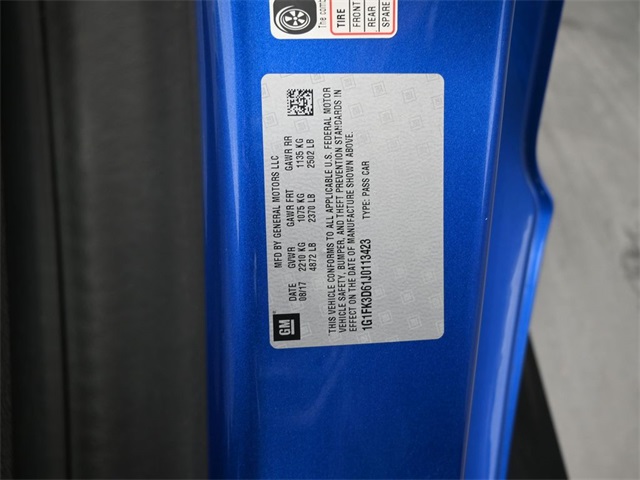 The comb
TIRE
FRONT
REAR
SPARE
GM
MFD BY GENERAL MOTORS LLC
DATE GVWR GAWR FRT GAWR RR
08/17 2210 KG 1075 KG 1135 KG
4872 LB 2370 LB 2502 LB
THIS VEHICLE CONFORMS TO ALL APPLICABLE U.S. FEDERAL MOTOR
VEHICLE SAFETY, BUMPER, AND THEFT PREVENTION STANDARDS IN
EFFECT ON THE DATE OF MANUFACTURE SHOWN ABOVE.
1G1FK3D61J0113423 TYPE: PASS CAR